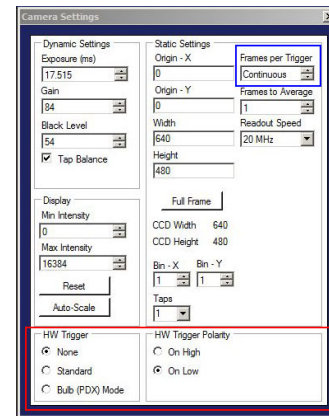 Camera Settings
Dynamic Settings
Exposure (ms)
17.515
Gain
84
Black Level
54
Tap Balance
Display
Min Intensity
0
Max Intensity
16384
Reset
Auto-Scale
Static Settings
Origin - X
0
Origin - Y
0
Width
640
Height
480
Frames per Trigger
Continuous
Frames to Average
1
Readout Speed
20 MHz
Full Frame
CCD Width 640
CCD Height 480
Bin - X Bin - Y
1 1
Taps
1
HW Trigger
None
Standard
Bulb (PDX) Mode
HW Trigger Polarity
On High
On Low